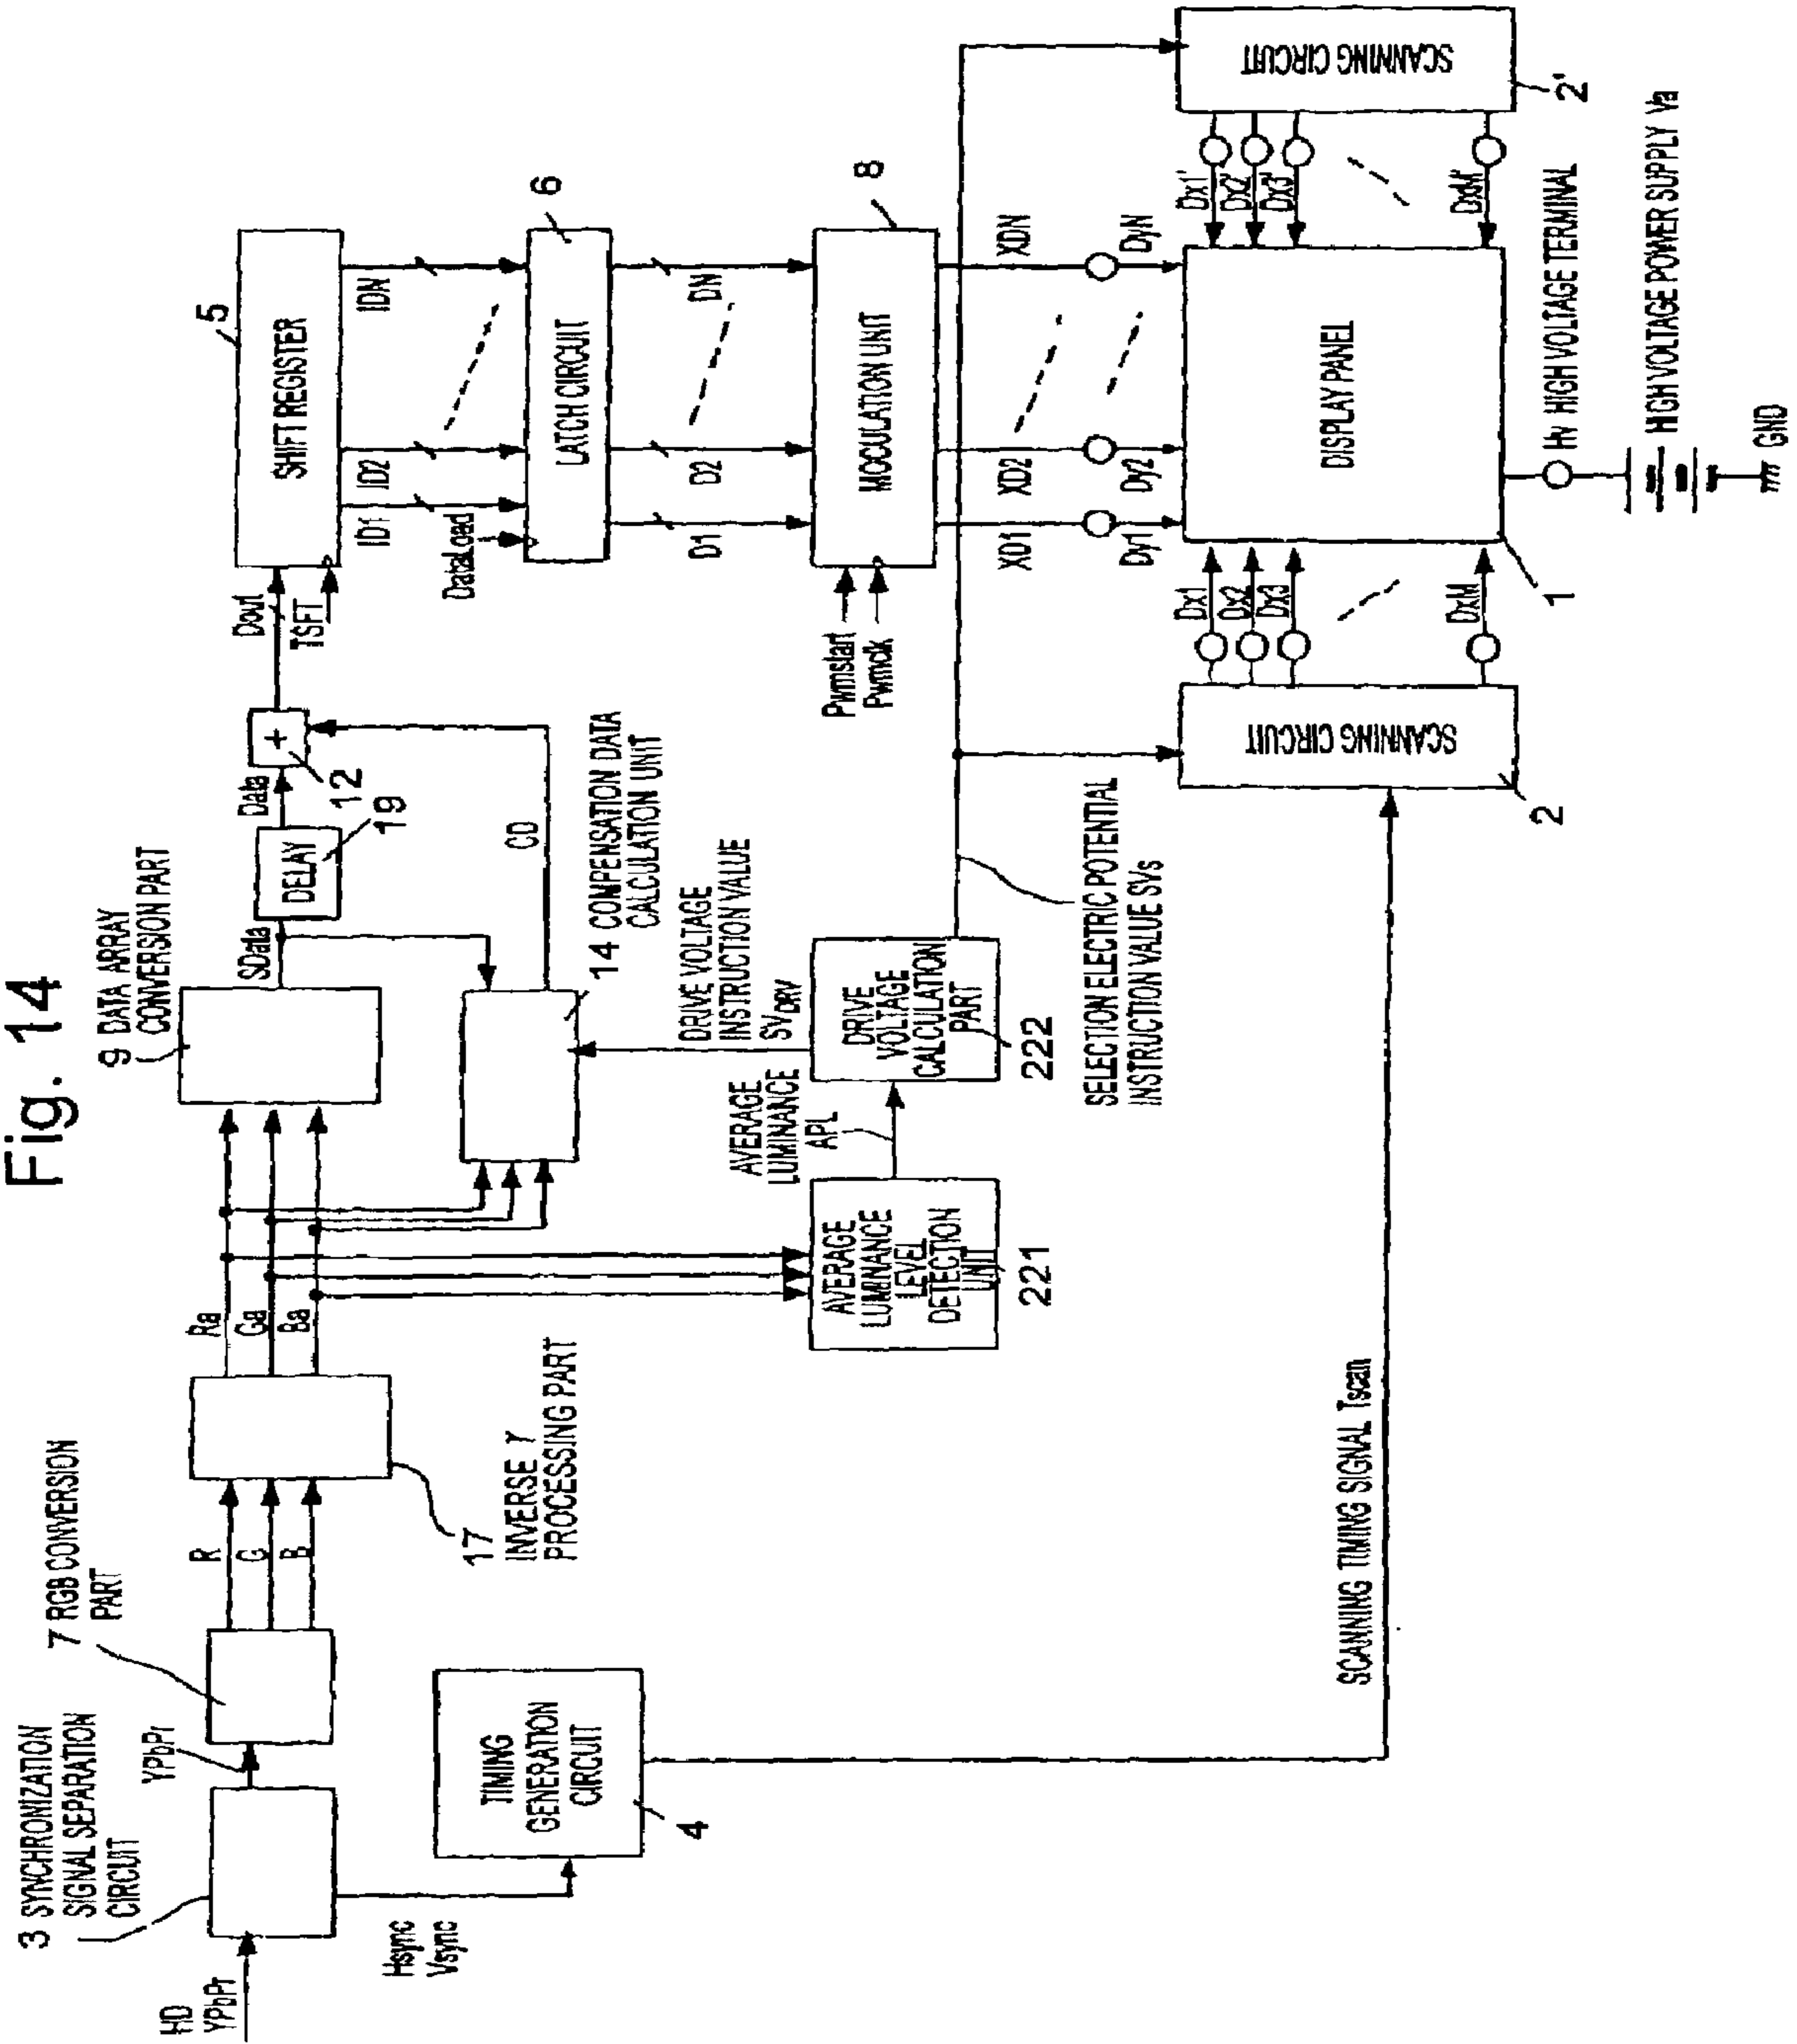 Fig. 14
HD
YPbPr
3 SYNCHRONIZATION
SIGNAL SEPARATION
CIRCUIT
YPbPr
7 RGB CONVERSION
PART
R
G
B
17
INVERSE γ
PROCESSING PART
Ra
Ga
Ba
9 DATA ARRAY
CONVERSION PART
SData
DELAY
19
Data
+
12
Dout
TSFT
SHIFT REGISTER
5
ID1
ID2
IDN
DataLoad
LATCH CIRCUIT
6
D1
D2
DN
Pwmstart
Pwmclk
MOCULATION UNIT
8
XD1
XD2
XDN
Dy1
Dy2
DyN
CD
14 COMPENSATION DATA
CALCULATION UNIT
DRIVE VOLTAGE
INSTRUCTION VALUE
SVDRV
Hsync
Vsync
TIMING
GENERATION
CIRCUIT
4
AVERAGE
LUMINANCE
LEVEL
DETECTION
UNIT
221
AVERAGE
LUMINANCE
APL
DRIVE
VOLTAGE
CALCULATION
PART
222
SELECTION ELECTRIC POTENTIAL
INSTRUCTION VALUE SVs
SCANNING TIMING SIGNAL Tscan
SCANNING CIRCUIT
2
Dx1
Dx2
Dx3
DxM
DISPLAY PANEL
1
Dx1'
Dx2'
Dx3'
DxM'
SCANNING CIRCUIT
2'
Hv HIGH VOLTAGE TERMINAL
HIGH VOLTAGE POWER SUPPLY Va
GND